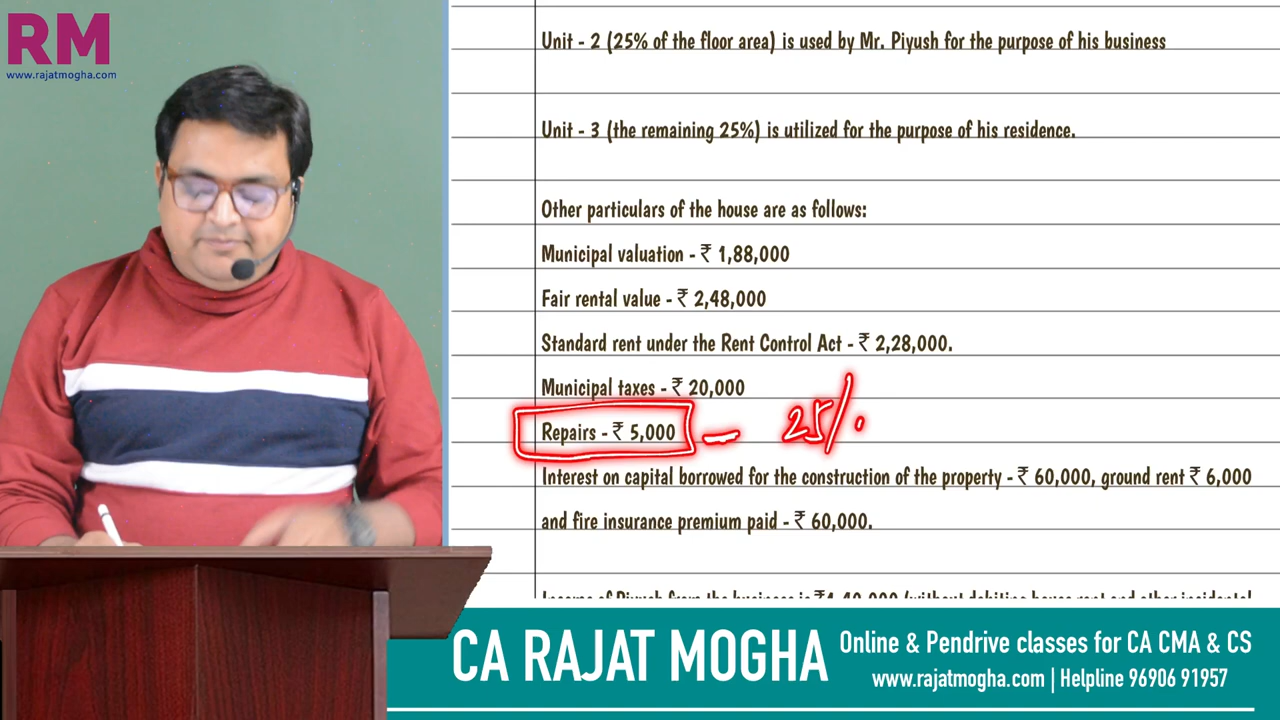 RM
www.rajatmogha.com
Unit - 2 (25% of the floor area) is used by Mr. Piyush for the purpose of his business
Unit - 3 (the remaining 25%) is utilized for the purpose of his residence.
Other particulars of the house are as follows:
Municipal valuation - ₹ 1,88,000
Fair rental value - ₹ 2,48,000
Standard rent under the Rent Control Act - ₹ 2,28,000.
Municipal taxes - ₹ 20,000
Repairs - ₹ 5,000 – 25%
Interest on capital borrowed for the construction of the property - ₹ 60,000, ground rent ₹ 6,000
and fire insurance premium paid - ₹ 60,000.
CA RAJAT MOGHA
Online & Pendrive classes for CA CMA & CS
www.rajatmogha.com | Helpline 96906 91957